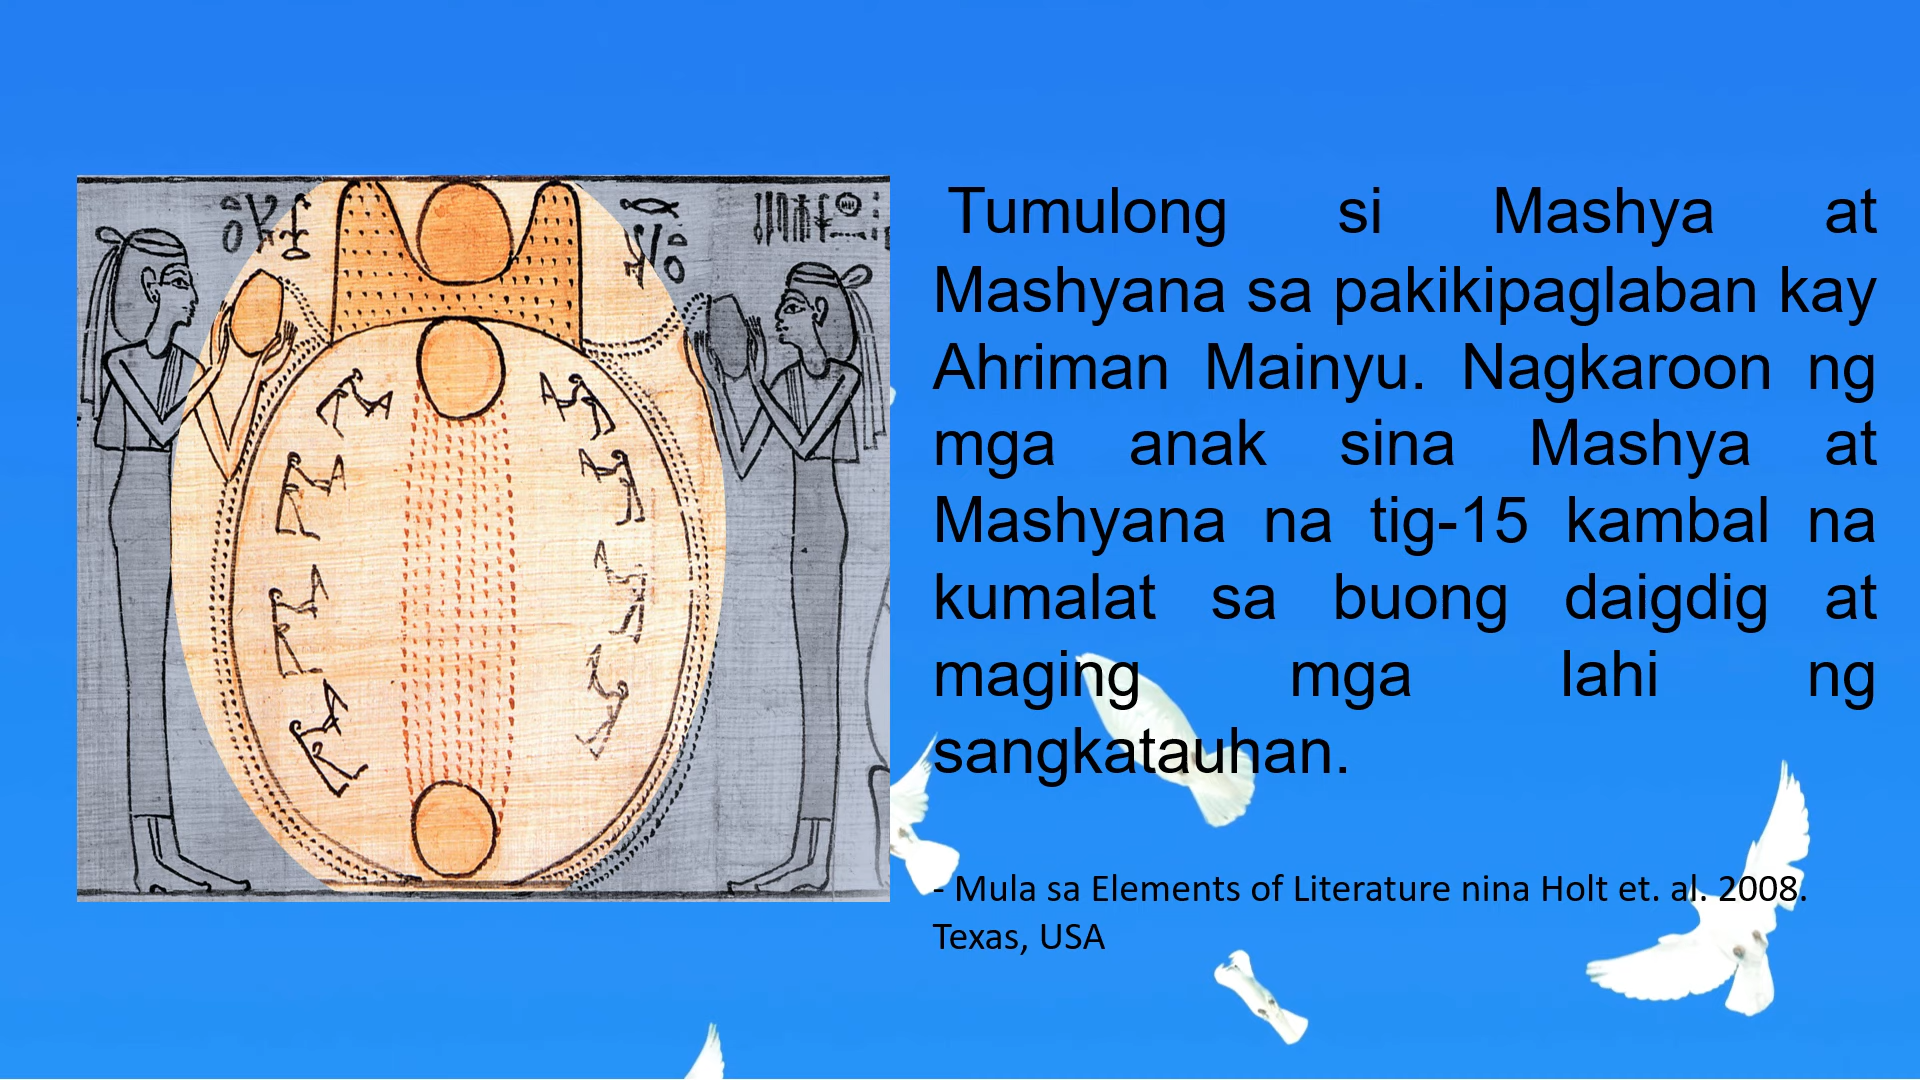 Tumulong si Mashya at
Mashyana sa pakikipaglaban kay
Ahriman Mainyu. Nagkaroon ng
mga anak sina Mashya at
Mashyana na tig-15 kambal na
kumalat sa buong daigdig at
maging mga lahi ng
sangkatauhan.
- Mula sa Elements of Literature nina Holt et. al. 2008.
Texas, USA